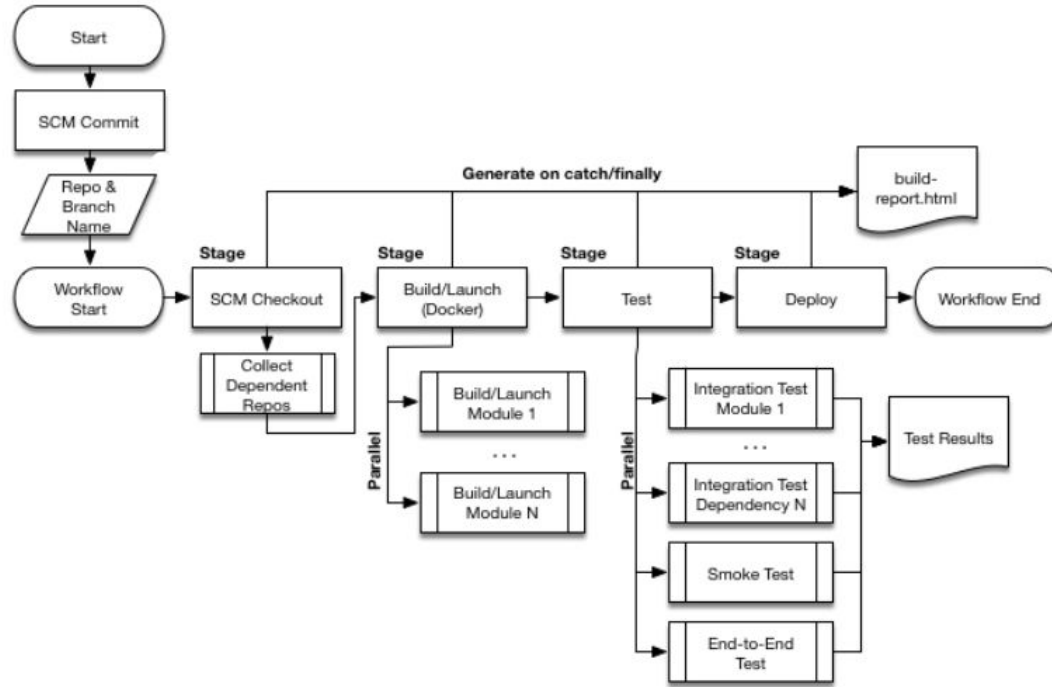 Start
SCM Commit
Repo &
Branch
Name
Workflow
Start
Generate on catch/finally
build-
report.html
Stage
SCM Checkout
Collect
Dependent
Repos
Stage
Build/Launch
(Docker)
Parallel
Build/Launch
Module 1
...
Build/Launch
Module N
Stage
Test
Parallel
Integration Test
Module 1
...
Integration Test
Dependency N
Smoke Test
End-to-End
Test
Test Results
Stage
Deploy
Workflow End